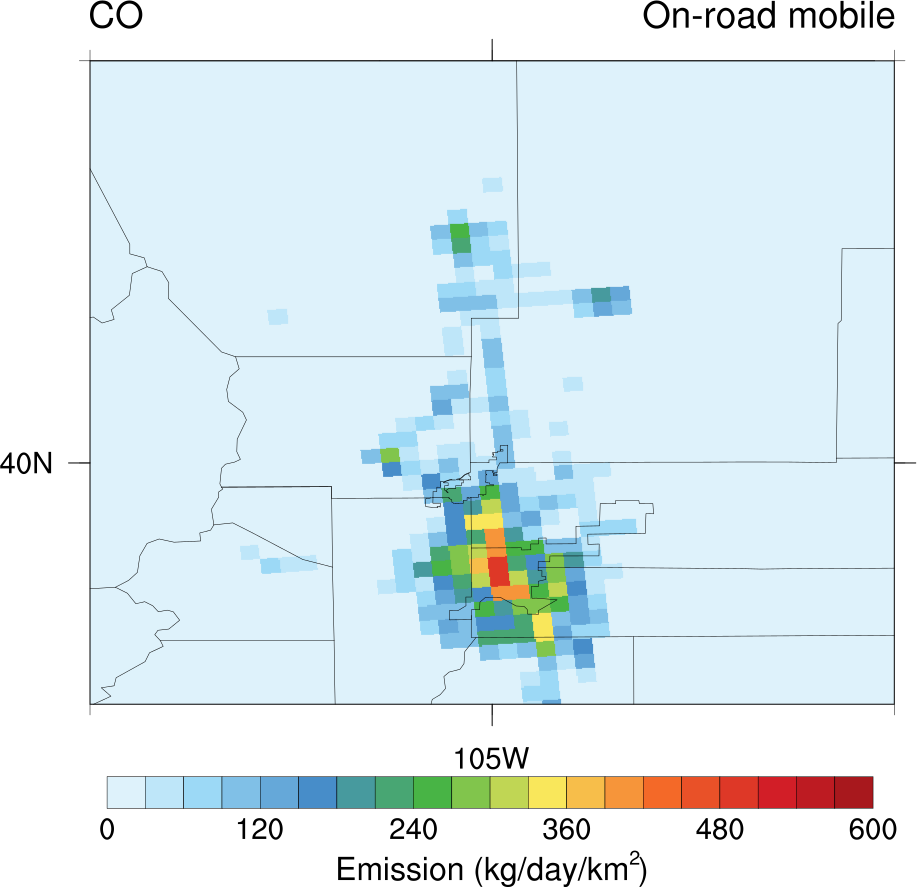 CO On-road mobile
40N
105W
0 120 240 360 480 600
Emission (kg/day/km²)